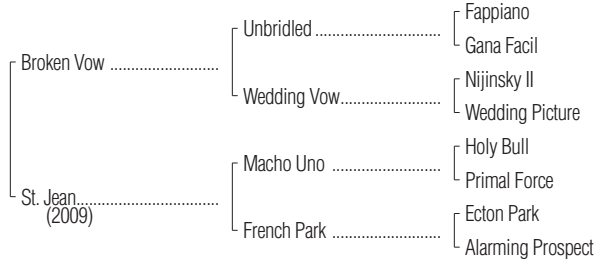 Fappiano
Unbridled
Gana Facil
Broken Vow
Nijinsky II
Wedding Vow
Wedding Picture
Holy Bull
Macho Uno
Primal Force
St. Jean
(2009)
Ecton Park
French Park
Alarming Prospect